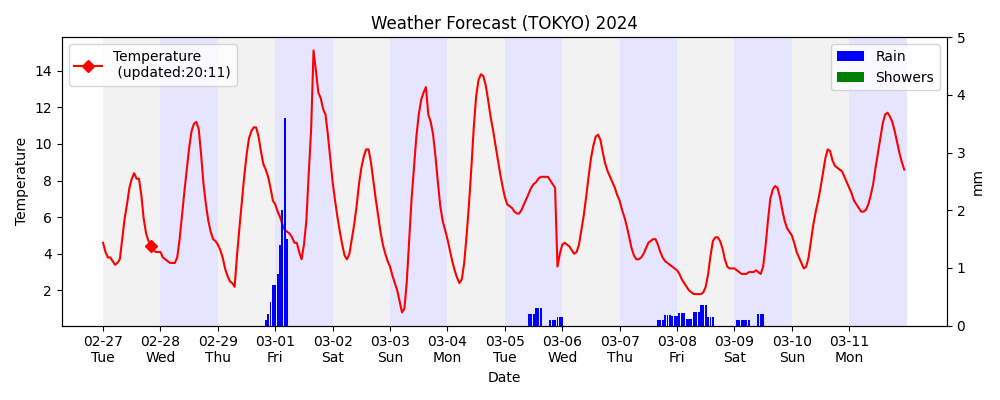 Weather Forecast (TOKYO) 2024
Temperature
(updated:20:11)
Rain
Showers
Temperature
14
12
10
8
6
4
2
5
4
3
2
1
0
mm
02-27 02-28 02-29 03-01 03-02 03-03 03-04 03-05 03-06 03-07 03-08 03-09 03-10 03-11
Tue Wed Thu Fri Sat Sun Mon Tue Wed Thu Fri Sat Sun Mon
Date